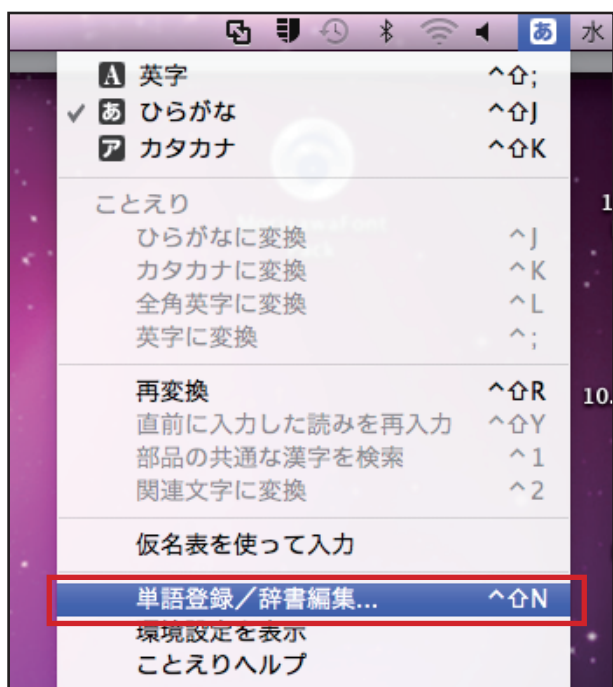 あ 水
A 英字 ^⇧;
✓ あ ひらがな ^⇧J
ア カタカナ ^⇧K
ことえり
ひらがなに変換 ^J
カタカナに変換 ^K
全角英字に変換 ^L
英字に変換 ^;
再変換 ^⇧R
直前に入力した読みを再入力 ^⇧Y
部品の共通な漢字を検索 ^1
関連文字に変換 ^2
仮名表を使って入力
単語登録／辞書編集... ^⇧N
環境設定を表示
ことえりヘルプ
1
10.